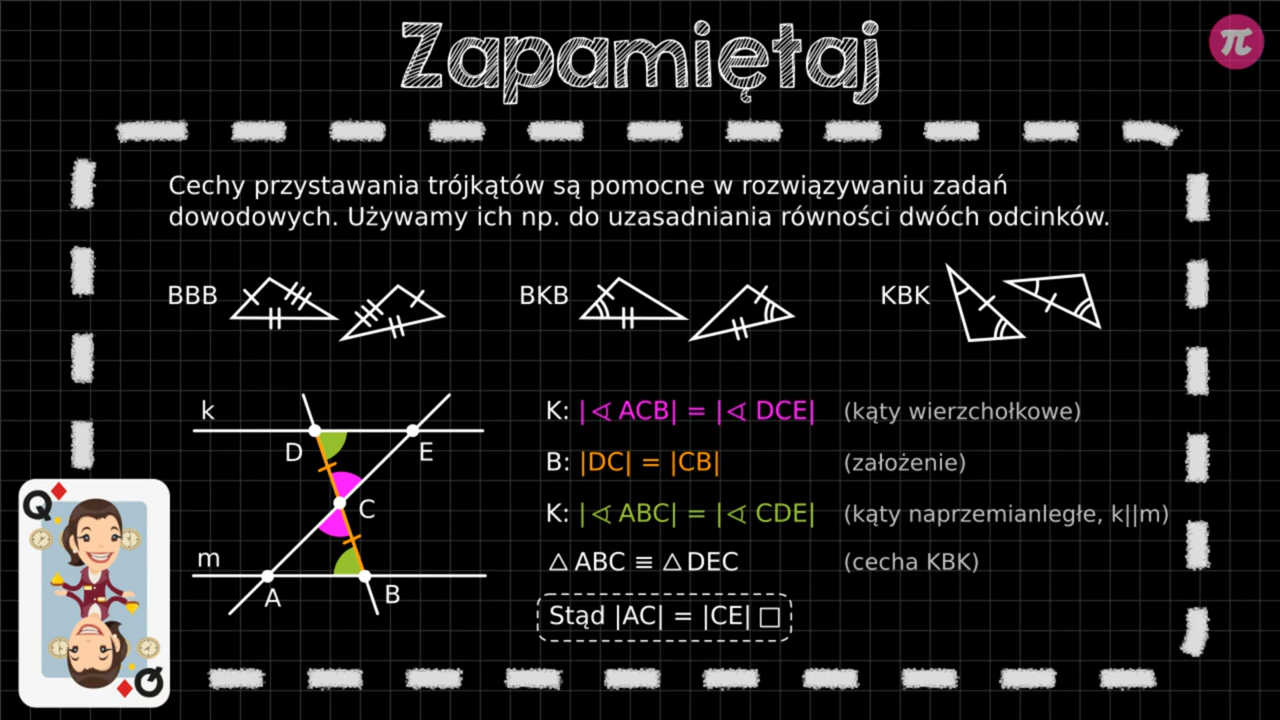 Zapamiętaj
π
Cechy przystawania trójkątów są pomocne w rozwiązywaniu zadań
dowodowych. Używamy ich np. do uzasadniania równości dwóch odcinków.
BBB
BKB
KBK
k
D
E
C
m
A
B
K: |∢ ACB| = |∢ DCE| (kąty wierzchołkowe)
B: |DC| = |CB| (założenie)
K: |∢ ABC| = |∢ CDE| (kąty naprzemianległe, k||m)
△ ABC ≡ △ DEC (cecha KBK)
Stąd |AC| = |CE| □
Q
Q